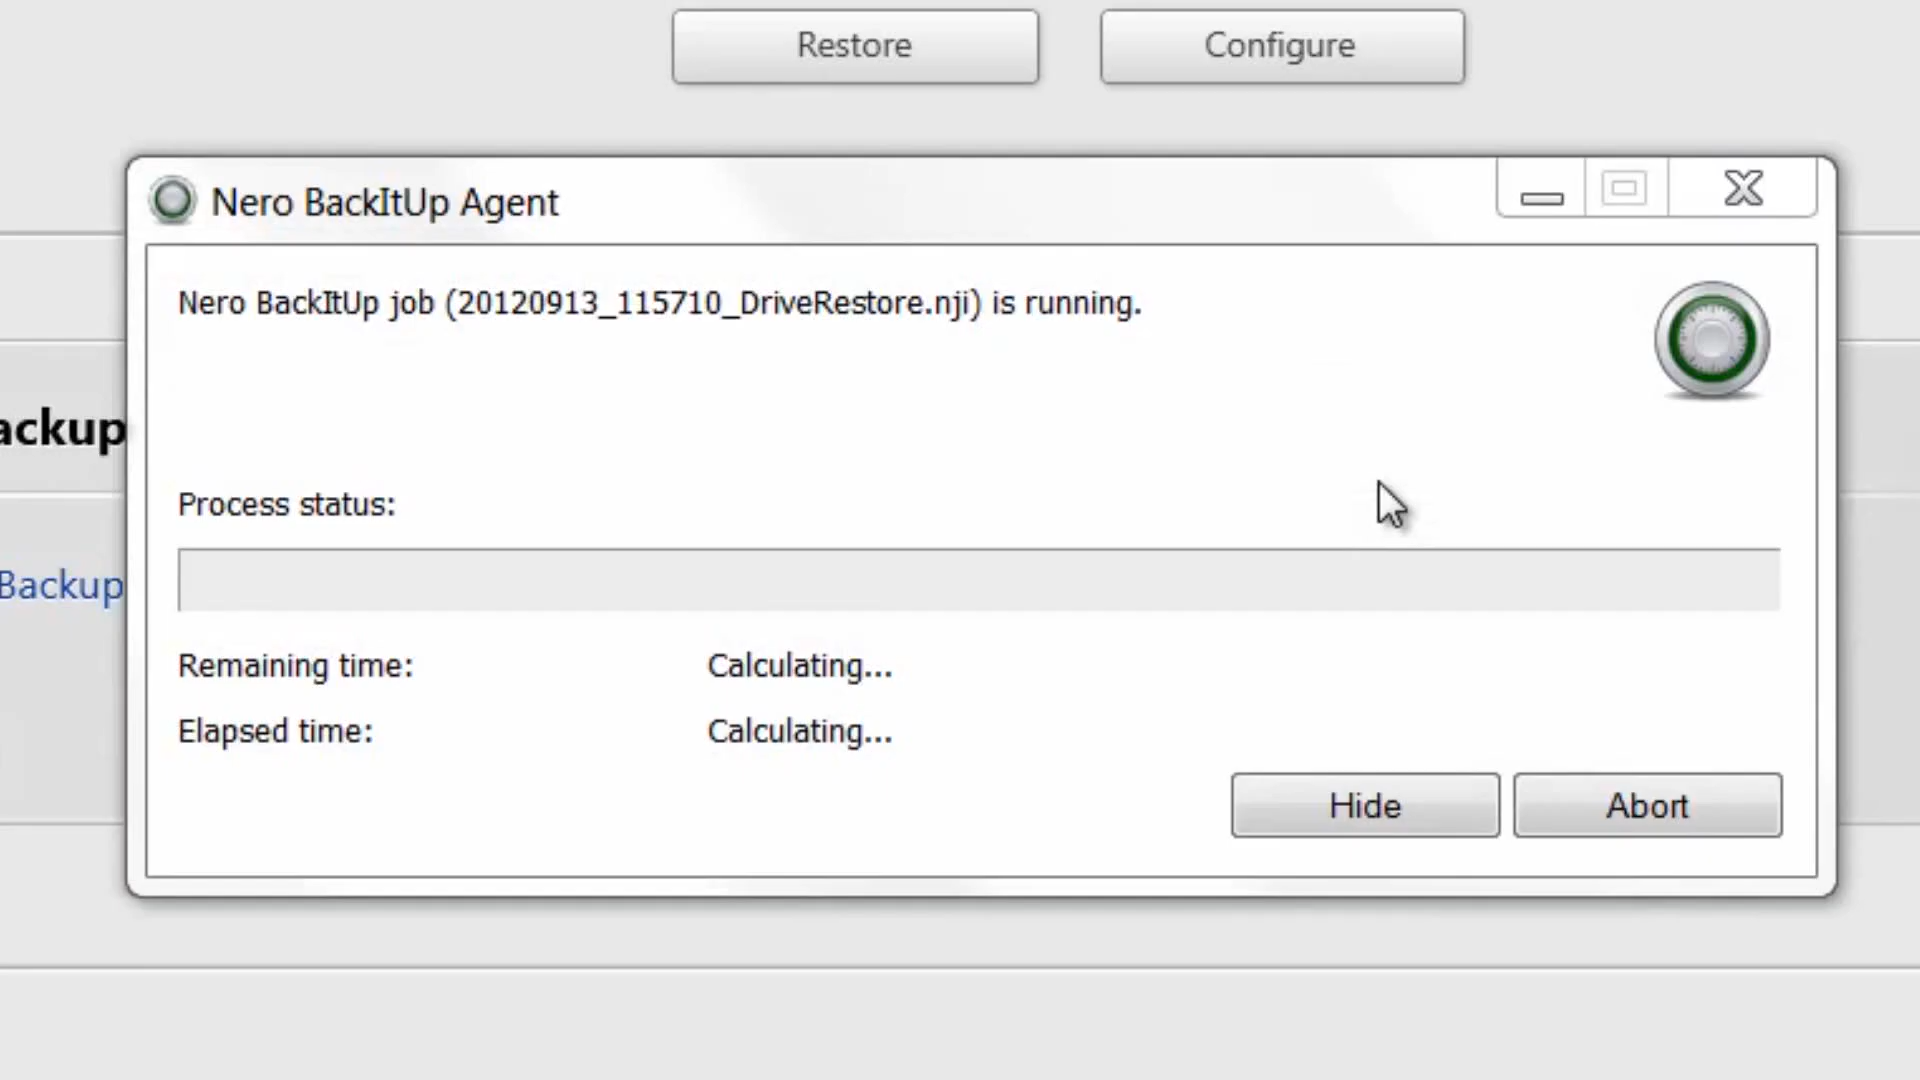 Restore
Configure
Nero BackItUp Agent
Nero BackItUp job (20120913_115710_DriveRestore.nji) is running.
ackup
Process status:
Backup
Remaining time: Calculating...
Elapsed time: Calculating...
Hide
Abort